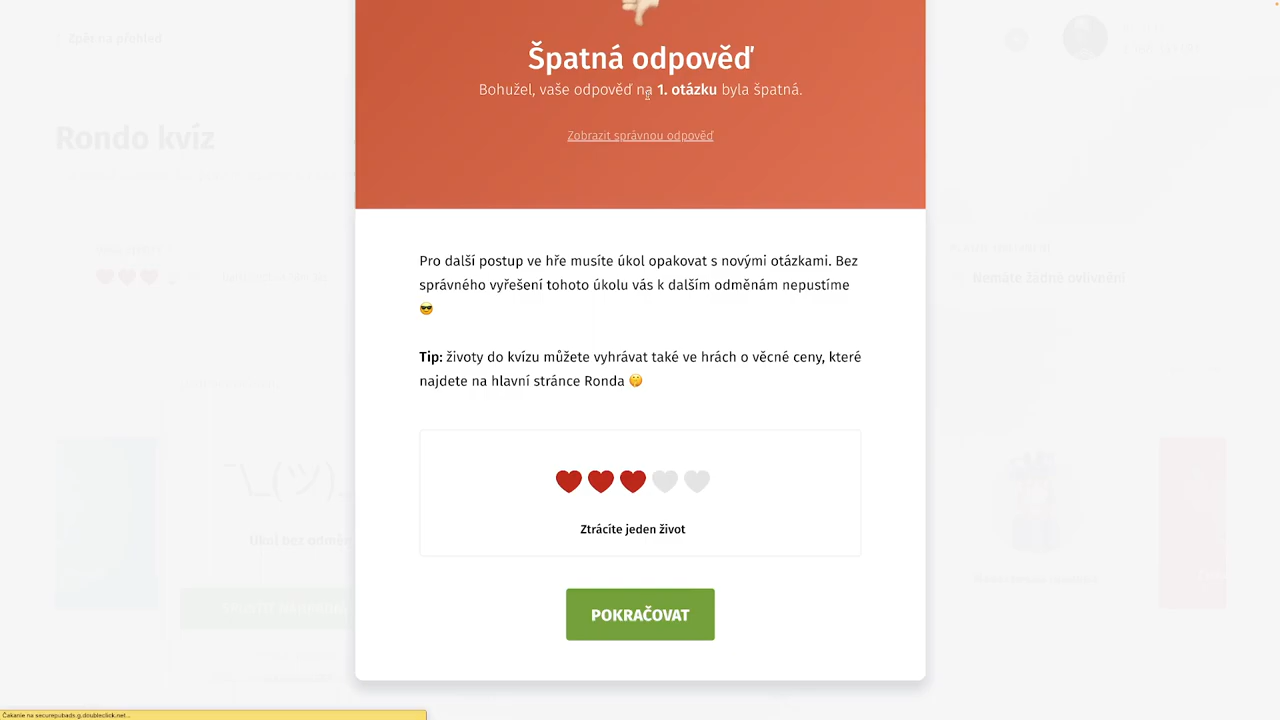 Zpět na přehled
Špatná odpověď
Bohužel, vaše odpověď na 1. otázku byla špatná.
Zobrazit správnou odpověď
Rondo kvíz
Nemáte žádné ovlivnění
Pro další postup ve hře musíte úkol opakovat s novými otázkami. Bez
správného vyřešení tohoto úkolu vás k dalším odměnám nepustíme
😎
Tip: životy do kvízu můžete vyhrávat také ve hrách o věcné ceny, které
najdete na hlavní stránce Ronda 🤭
¯\_(ツ)_
Úkol bez odměn
Ztrácíte jeden život
POKRAČOVAT
Čakanie na securepubads.g.doubleclick.net...